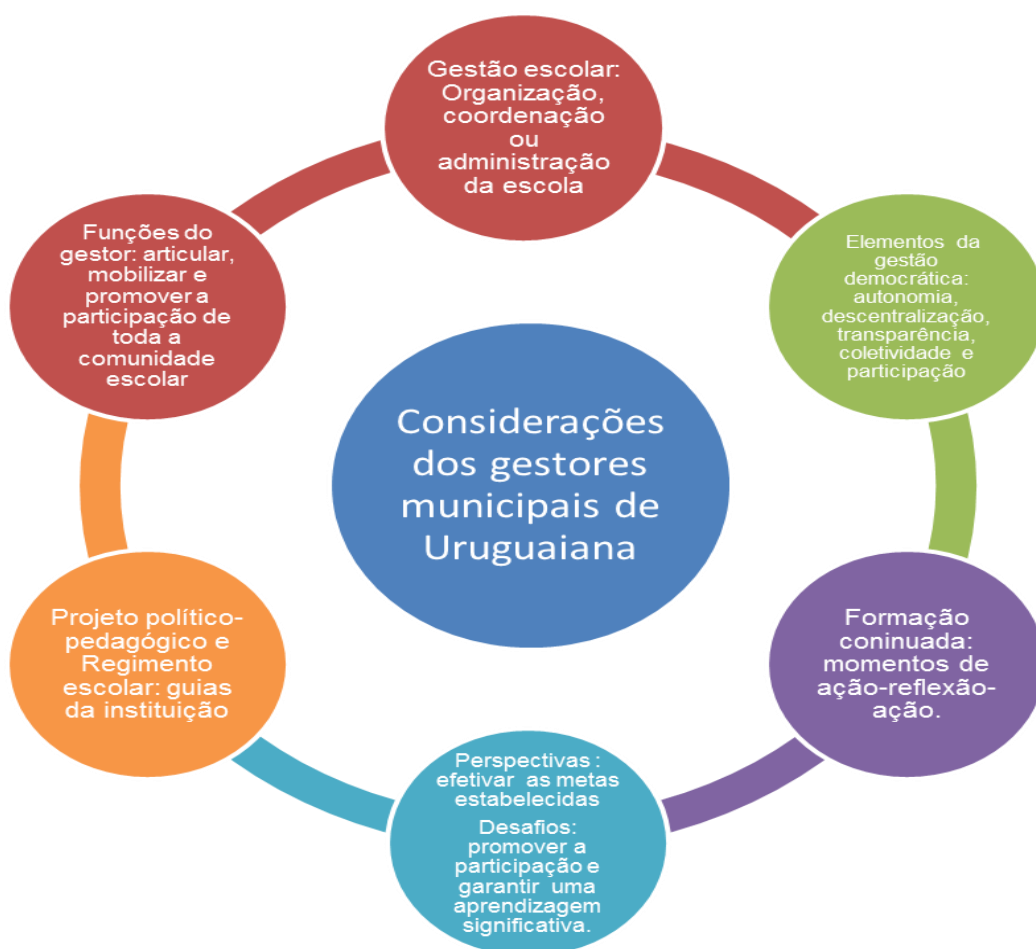 Gestão escolar:
Organização,
coordenação
ou
administração
da escola
Elementos da
gestão
democrática:
autonomia,
descentralização,
transparência,
coletividade e
participação
Formação
coninuada:
momentos de
ação-reflexão-
ação.
Perspectivas :
efetivar as metas
estabelecidas
Desafios:
promover a
participação e
garantir uma
aprendizagem
significativa.
Projeto político-
pedagógico e
Regimento
escolar: guias
da instituição
Funções do
gestor: articular,
mobilizar e
promover a
participação de
toda a
comunidade
escolar
Considerações
dos gestores
municipais de
Uruguaiana